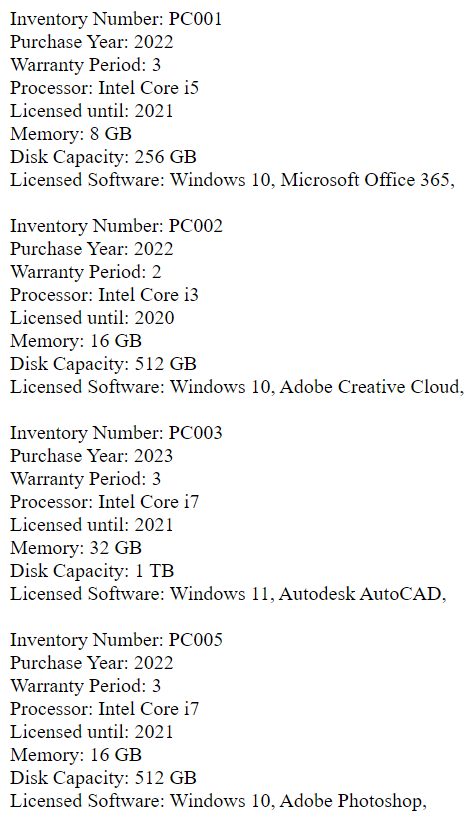 Inventory Number: PC001
Purchase Year: 2022
Warranty Period: 3
Processor: Intel Core i5
Licensed until: 2021
Memory: 8 GB
Disk Capacity: 256 GB
Licensed Software: Windows 10, Microsoft Office 365,

Inventory Number: PC002
Purchase Year: 2022
Warranty Period: 2
Processor: Intel Core i3
Licensed until: 2020
Memory: 16 GB
Disk Capacity: 512 GB
Licensed Software: Windows 10, Adobe Creative Cloud,

Inventory Number: PC003
Purchase Year: 2023
Warranty Period: 3
Processor: Intel Core i7
Licensed until: 2021
Memory: 32 GB
Disk Capacity: 1 TB
Licensed Software: Windows 11, Autodesk AutoCAD,

Inventory Number: PC005
Purchase Year: 2022
Warranty Period: 3
Processor: Intel Core i7
Licensed until: 2021
Memory: 16 GB
Disk Capacity: 512 GB
Licensed Software: Windows 10, Adobe Photoshop,